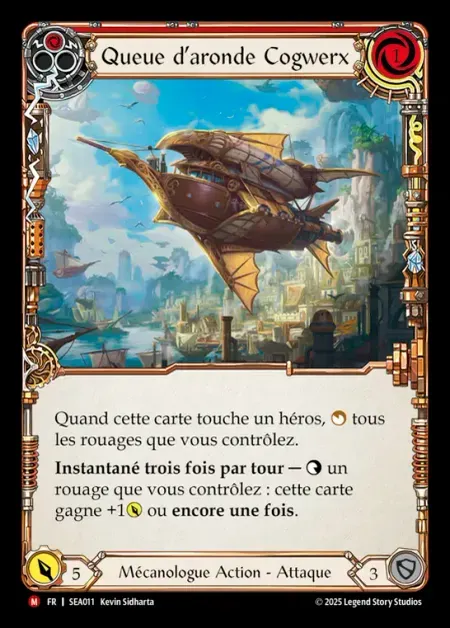 Queue d'aronde Cogwerx
1
Quand cette carte touche un héros, tous
les rouages que vous contrôlez.
Instantané trois fois par tour — un
rouage que vous contrôlez : cette carte
gagne +1 ou encore une fois.
5
Mécanologue Action - Attaque
3
M FR | SEA011 Kevin Sidharta
© 2025 Legend Story Studios